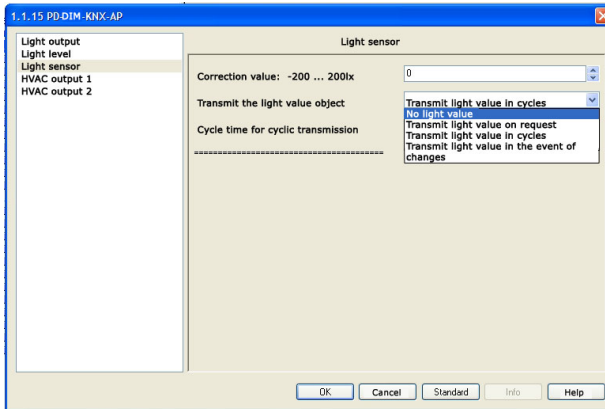 1.1.15 PD-DIM-KNX-AP
Light output
Light level
Light sensor
HVAC output 1
HVAC output 2
Light sensor
Correction value: -200 ... 200lx
0
Transmit the light value object
Transmit light value in cycles
No light value
Transmit light value on request
Transmit light value in cycles
Transmit light value in the event of
changes
Cycle time for cyclic transmission
======================================
OK
Cancel
Standard
Info
Help